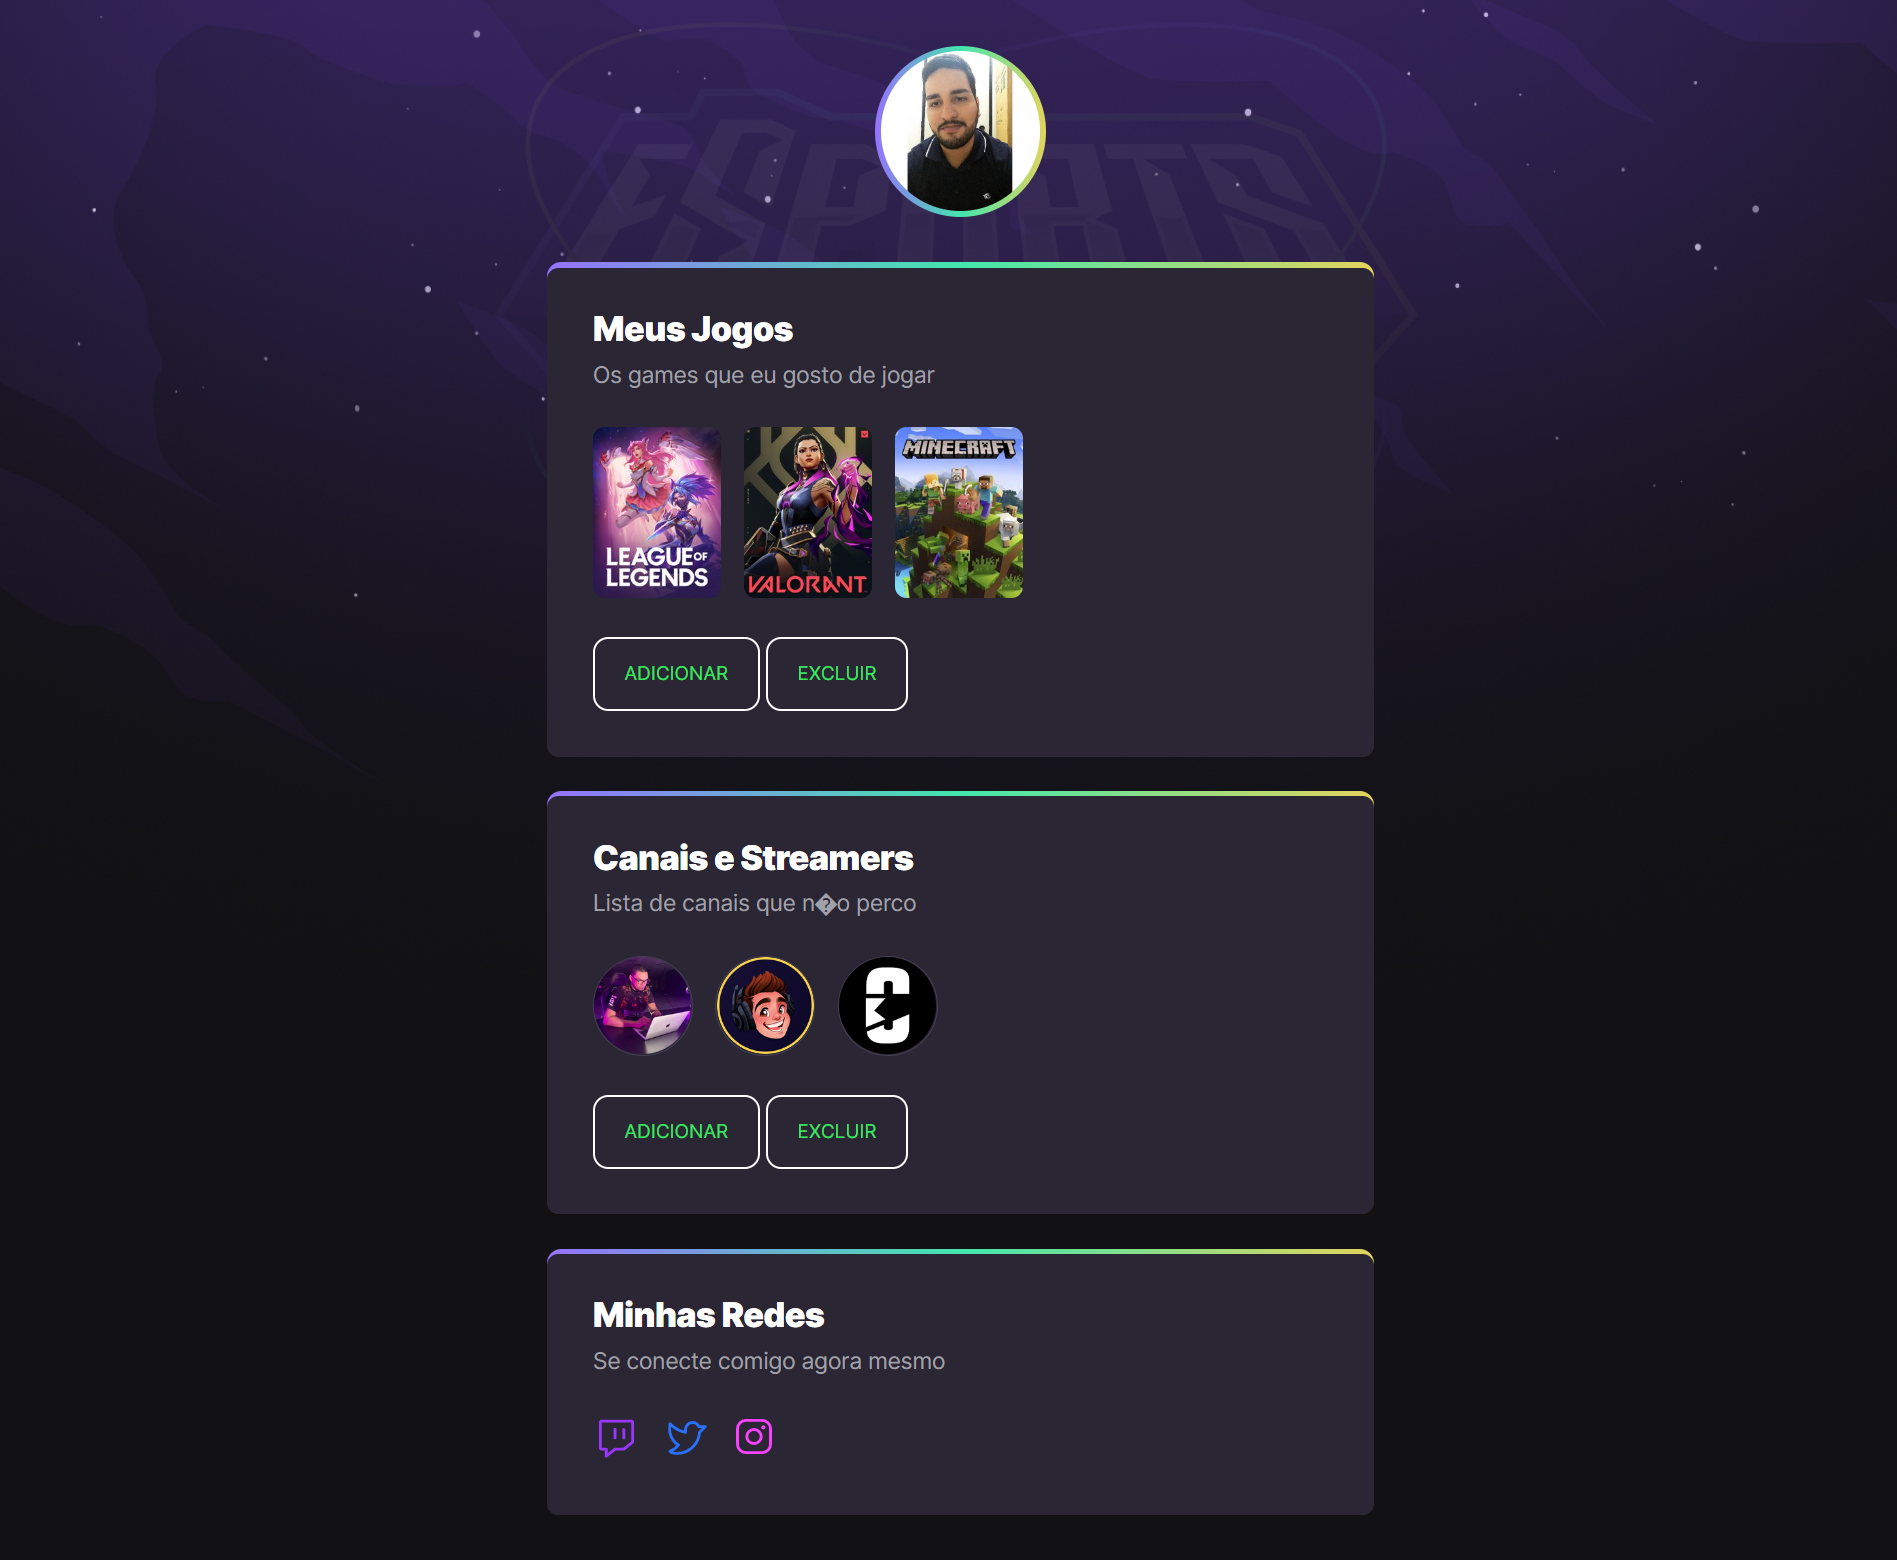 ESPORTS
Meus Jogos
Os games que eu gosto de jogar
LEAGUE OF
LEGENDS
VALORANT
MINECRAFT
ADICIONAR EXCLUIR
Canais e Streamers
Lista de canais que n�o perco
ADICIONAR EXCLUIR
Minhas Redes
Se conecte comigo agora mesmo